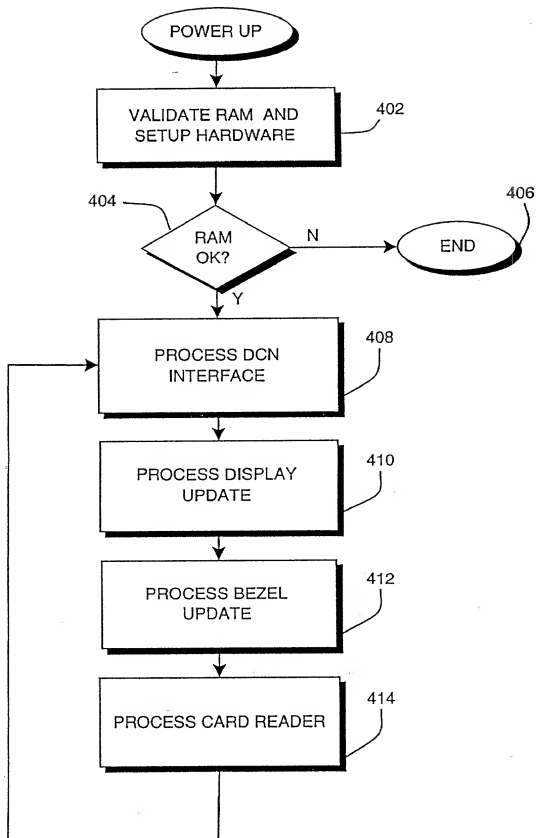 POWER UP
VALIDATE RAM AND
SETUP HARDWARE
402
404
RAM
OK?
N
406
END
Y
PROCESS DCN
INTERFACE
408
PROCESS DISPLAY
UPDATE
410
PROCESS BEZEL
UPDATE
412
PROCESS CARD READER
414